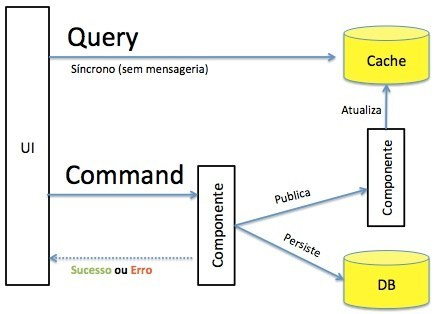 Query
Síncrono (sem mensageria)
Cache
Atualiza
UI
Command
Componente
Publica
Componente
Persiste
Sucesso ou Erro
DB